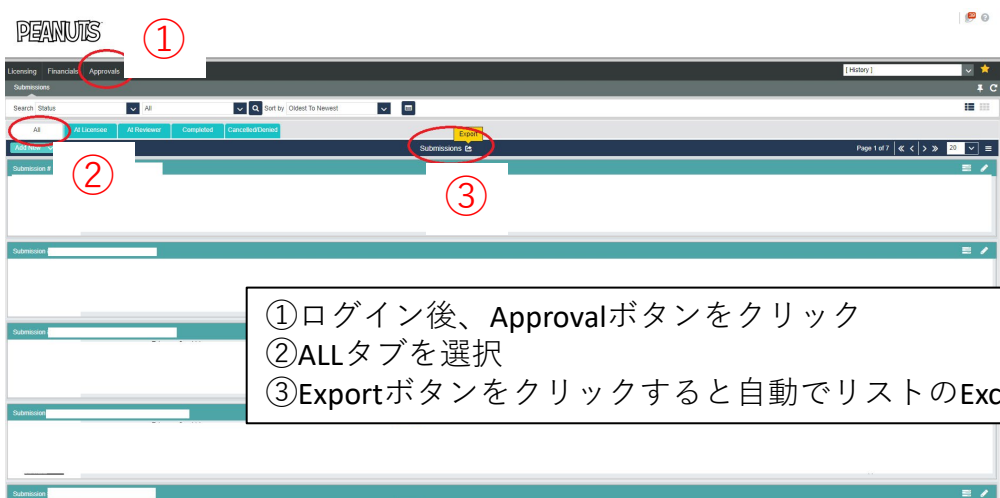 PEANUTS
①
Licensing Financials Approvals
[ History ]
Submissions
Search Status All Sort by Oldest To Newest
All At Licensee At Reviewer Completed Cancelled/Denied
Export
Add New Submissions Page 1 of 7 20
②
③
Submission #
Submission
①ログイン後、Approvalボタンをクリック
②ALLタブを選択
③Exportボタンをクリックすると自動でリストのExc
Submission
Submission
Submission